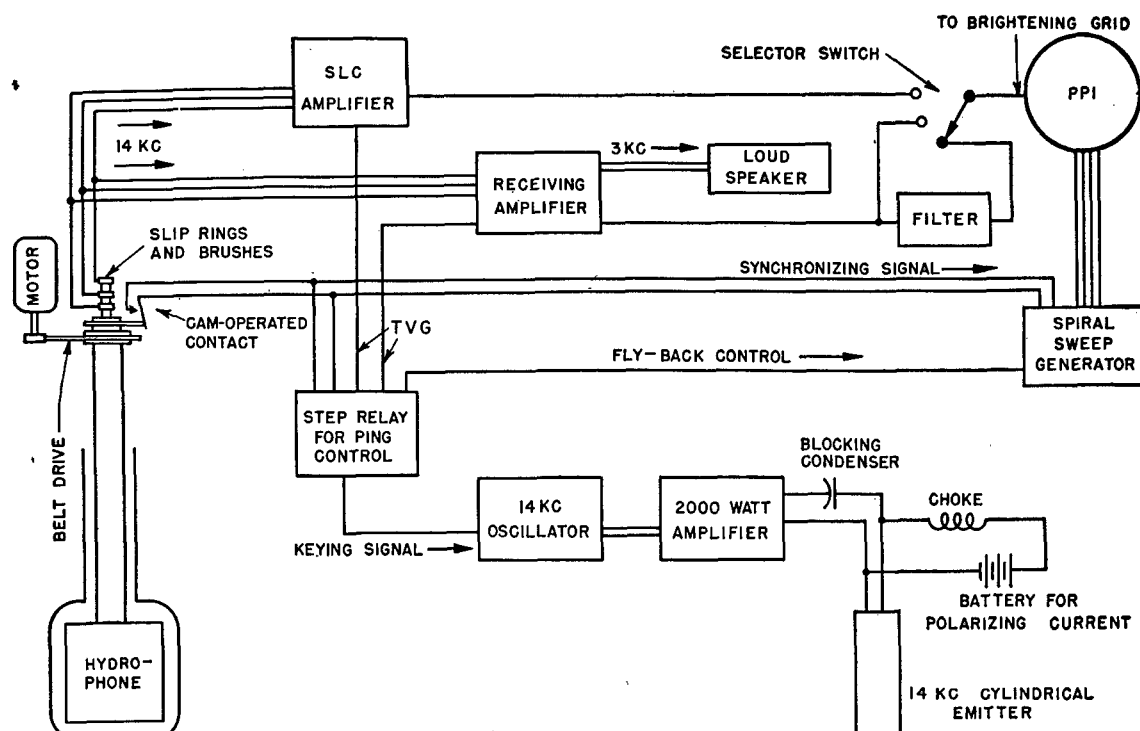 TO BRIGHTENING GRID
SELECTOR SWITCH
PPI
SLC
AMPLIFIER
14 KC
3KC
LOUD
SPEAKER
RECEIVING
AMPLIFIER
FILTER
SLIP RINGS
AND BRUSHES
MOTOR
SYNCHRONIZING SIGNAL
CAM-OPERATED
CONTACT
TVG
FLY-BACK CONTROL
SPIRAL
SWEEP
GENERATOR
STEP RELAY
FOR PING
CONTROL
BELT DRIVE
BLOCKING
CONDENSER
14 KC
OSCILLATOR
2000 WATT
AMPLIFIER
CHOKE
KEYING SIGNAL
BATTERY FOR
POLARIZING CURRENT
HYDRO-
PHONE
14 KC CYLINDRICAL
EMITTER